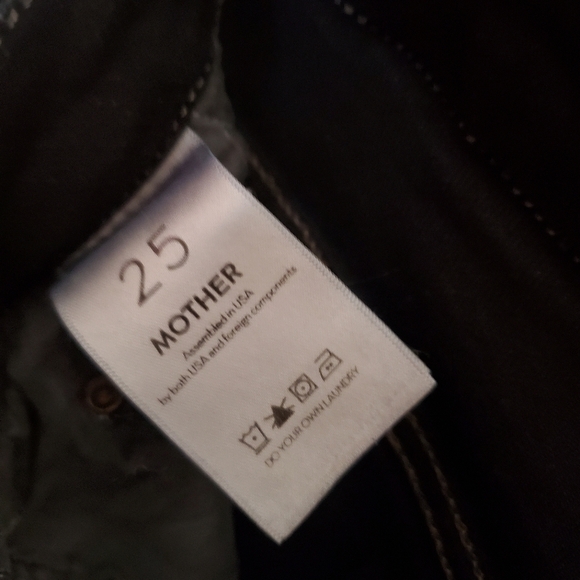 25
MOTHER
Assembled in USA
by both USA and foreign components
DO YOUR OWN LAUNDRY